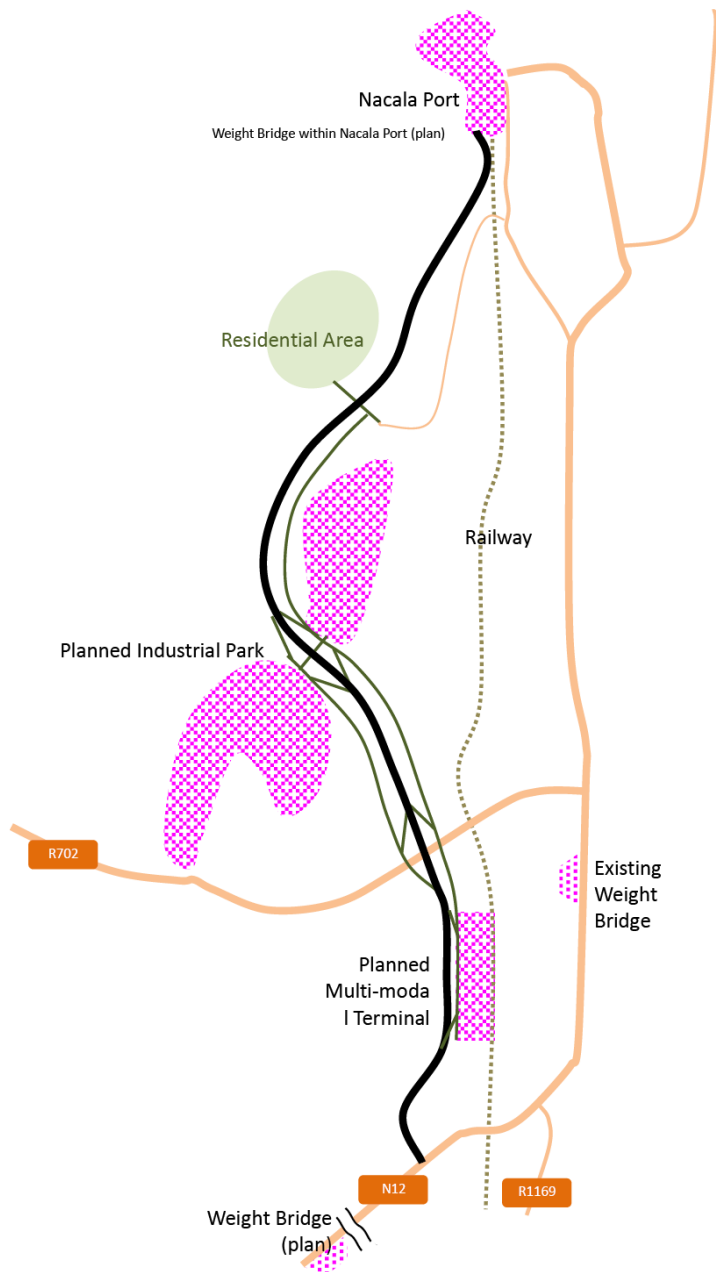 Nacala Port
Weight Bridge within Nacala Port (plan)
Residential Area
Railway
Planned Industrial Park
R702
Existing
Weight
Bridge
Planned
Multi-moda
l Terminal
N12
R1169
Weight Bridge
(plan)